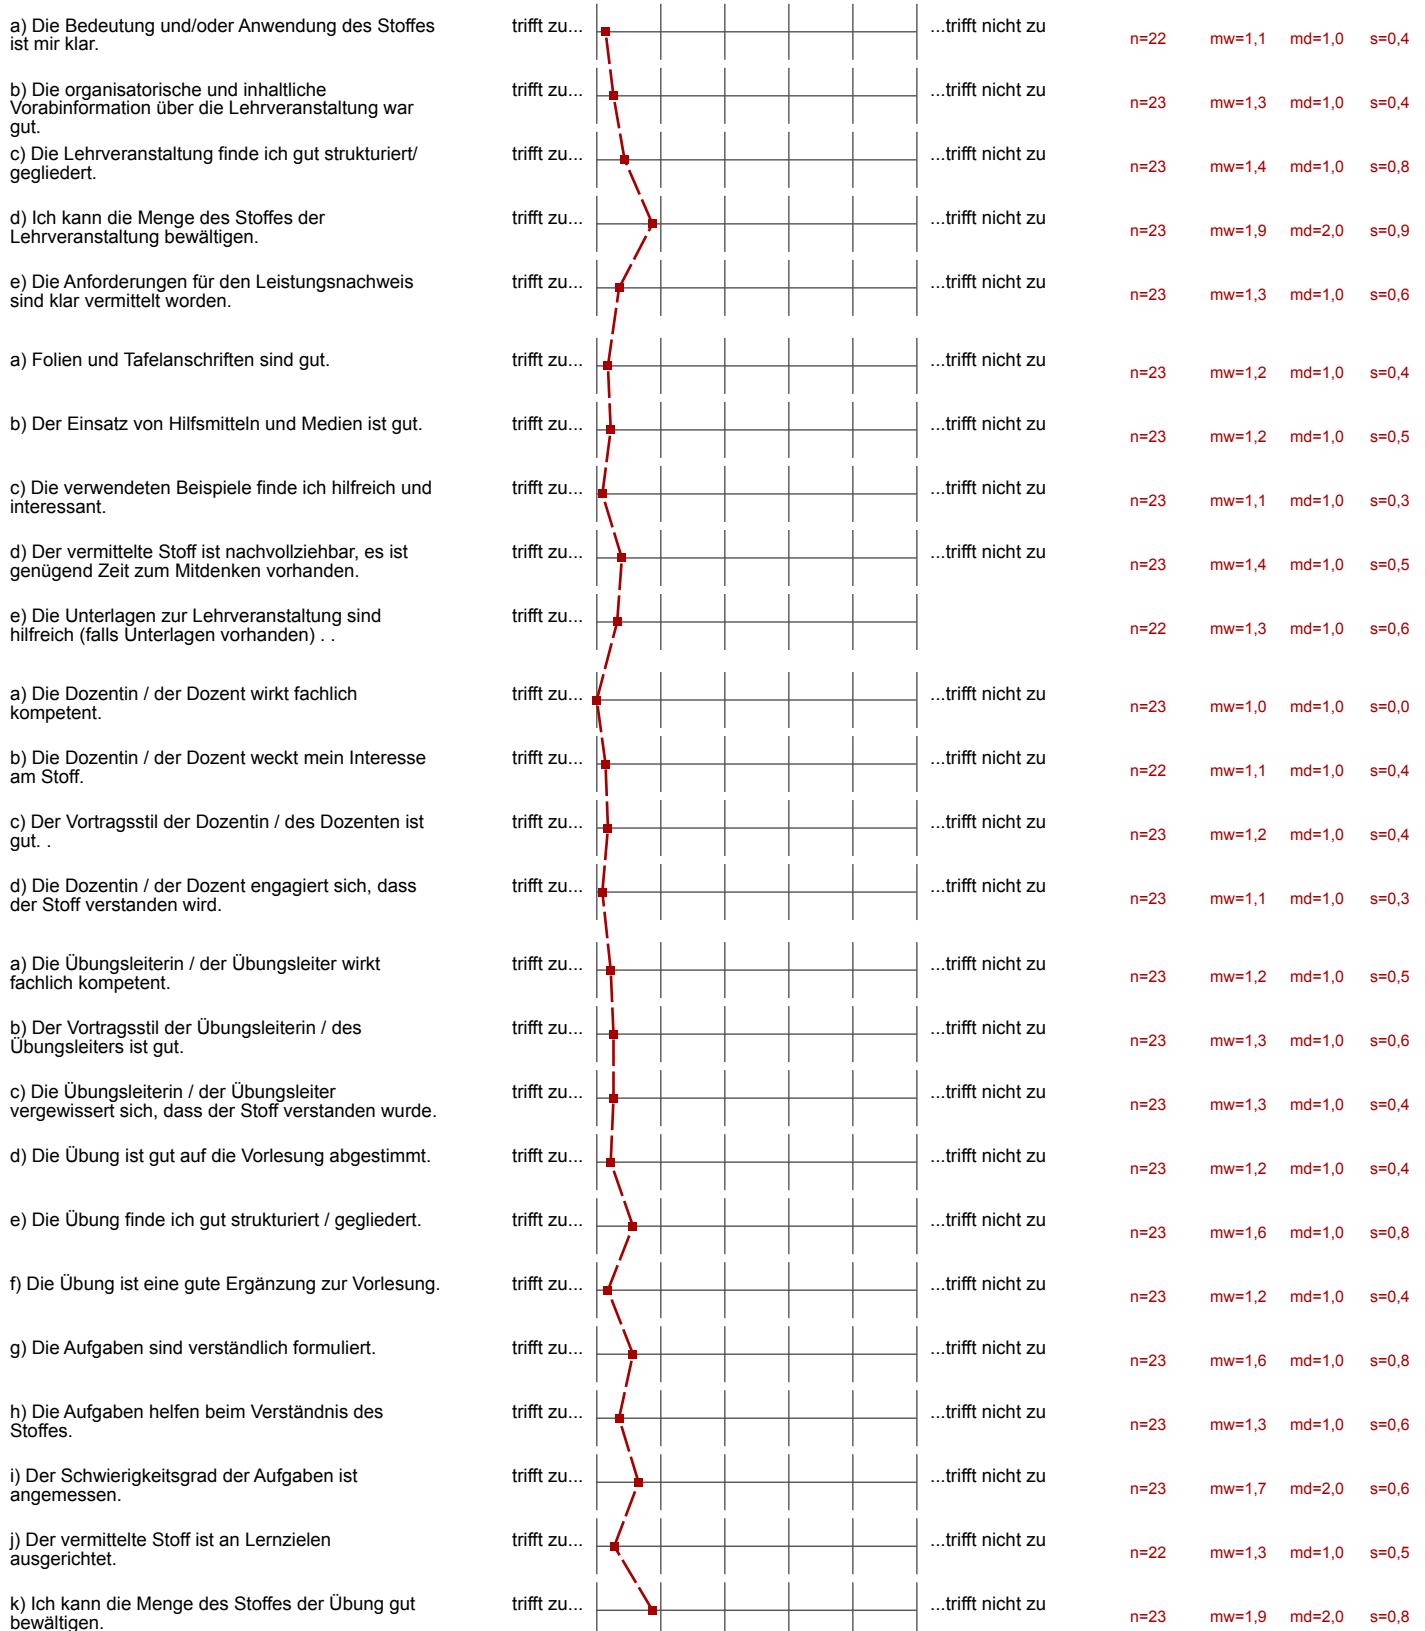 a) Die Bedeutung und/oder Anwendung des Stoffes
ist mir klar.
trifft zu...
...trifft nicht zu
n=22 mw=1,1 md=1,0 s=0,4
b) Die organisatorische und inhaltliche
Vorabinformation über die Lehrveranstaltung war
gut.
trifft zu...
...trifft nicht zu
n=23 mw=1,3 md=1,0 s=0,4
c) Die Lehrveranstaltung finde ich gut strukturiert/
gegliedert.
trifft zu...
...trifft nicht zu
n=23 mw=1,4 md=1,0 s=0,8
d) Ich kann die Menge des Stoffes der
Lehrveranstaltung bewältigen.
trifft zu...
...trifft nicht zu
n=23 mw=1,9 md=2,0 s=0,9
e) Die Anforderungen für den Leistungsnachweis
sind klar vermittelt worden.
trifft zu...
...trifft nicht zu
n=23 mw=1,3 md=1,0 s=0,6
a) Folien und Tafelanschriften sind gut.
trifft zu...
...trifft nicht zu
n=23 mw=1,2 md=1,0 s=0,4
b) Der Einsatz von Hilfsmitteln und Medien ist gut.
trifft zu...
...trifft nicht zu
n=23 mw=1,2 md=1,0 s=0,5
c) Die verwendeten Beispiele finde ich hilfreich und
interessant.
trifft zu...
...trifft nicht zu
n=23 mw=1,1 md=1,0 s=0,3
d) Der vermittelte Stoff ist nachvollziehbar, es ist
genügend Zeit zum Mitdenken vorhanden.
trifft zu...
...trifft nicht zu
n=23 mw=1,4 md=1,0 s=0,5
e) Die Unterlagen zur Lehrveranstaltung sind
hilfreich (falls Unterlagen vorhanden) . .
trifft zu...
n=22 mw=1,3 md=1,0 s=0,6
a) Die Dozentin / der Dozent wirkt fachlich
kompetent.
trifft zu...
...trifft nicht zu
n=23 mw=1,0 md=1,0 s=0,0
b) Die Dozentin / der Dozent weckt mein Interesse
am Stoff.
trifft zu...
...trifft nicht zu
n=22 mw=1,1 md=1,0 s=0,4
c) Der Vortragsstil der Dozentin / des Dozenten ist
gut. .
trifft zu...
...trifft nicht zu
n=23 mw=1,2 md=1,0 s=0,4
d) Die Dozentin / der Dozent engagiert sich, dass
der Stoff verstanden wird.
trifft zu...
...trifft nicht zu
n=23 mw=1,1 md=1,0 s=0,3
a) Die Übungsleiterin / der Übungsleiter wirkt
fachlich kompetent.
trifft zu...
...trifft nicht zu
n=23 mw=1,2 md=1,0 s=0,5
b) Der Vortragsstil der Übungsleiterin / des
Übungsleiters ist gut.
trifft zu...
...trifft nicht zu
n=23 mw=1,3 md=1,0 s=0,6
c) Die Übungsleiterin / der Übungsleiter
vergewissert sich, dass der Stoff verstanden wurde.
trifft zu...
...trifft nicht zu
n=23 mw=1,3 md=1,0 s=0,4
d) Die Übung ist gut auf die Vorlesung abgestimmt.
trifft zu...
...trifft nicht zu
n=23 mw=1,2 md=1,0 s=0,4
e) Die Übung finde ich gut strukturiert / gegliedert.
trifft zu...
...trifft nicht zu
n=23 mw=1,6 md=1,0 s=0,8
f) Die Übung ist eine gute Ergänzung zur Vorlesung.
trifft zu...
...trifft nicht zu
n=23 mw=1,2 md=1,0 s=0,4
g) Die Aufgaben sind verständlich formuliert.
trifft zu...
...trifft nicht zu
n=23 mw=1,6 md=1,0 s=0,8
h) Die Aufgaben helfen beim Verständnis des
Stoffes.
trifft zu...
...trifft nicht zu
n=23 mw=1,3 md=1,0 s=0,6
i) Der Schwierigkeitsgrad der Aufgaben ist
angemessen.
trifft zu...
...trifft nicht zu
n=23 mw=1,7 md=2,0 s=0,6
j) Der vermittelte Stoff ist an Lernzielen
ausgerichtet.
trifft zu...
...trifft nicht zu
n=22 mw=1,3 md=1,0 s=0,5
k) Ich kann die Menge des Stoffes der Übung gut
bewältigen.
trifft zu...
...trifft nicht zu
n=23 mw=1,9 md=2,0 s=0,8